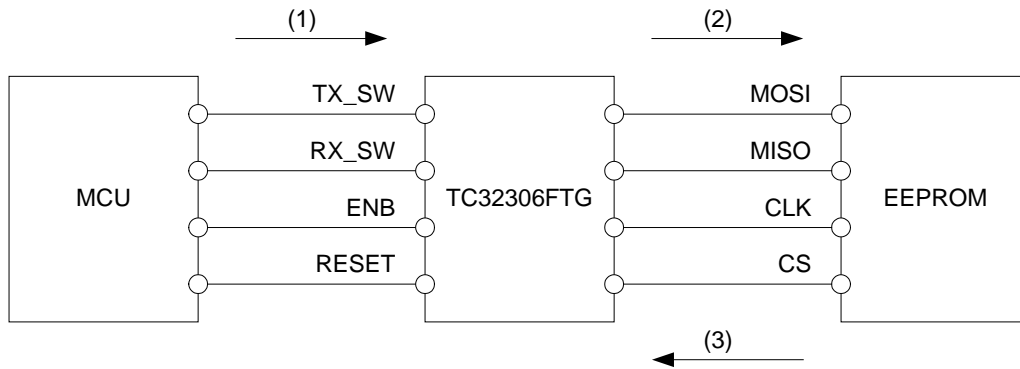 (1) (2)
TX_SW MOSI
RX_SW MISO
MCU TC32306FTG EEPROM
ENB CLK
RESET CS
(3)